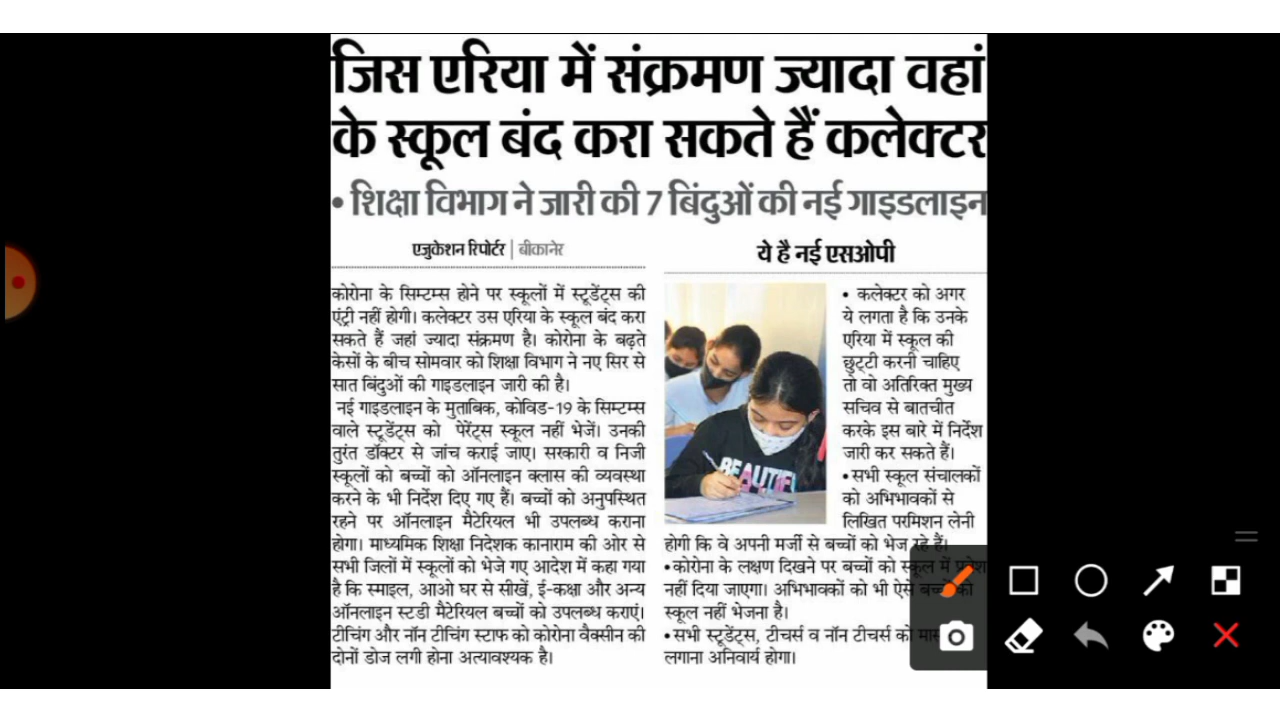 जिस एरिया में संक्रमण ज्यादा वहां
के स्कूल बंद करा सकते हैं कलेक्टर
• शिक्षा विभाग ने जारी की 7 बिंदुओं की नई गाइडलाइन
एजुकेशन रिपोर्टर | बीकानेर
कोरोना के सिम्टम्स होने पर स्कूलों में स्टूडेंट्स की
एंट्री नहीं होगी। कलेक्टर उस एरिया के स्कूल बंद करा
सकते हैं जहां ज्यादा संक्रमण है। कोरोना के बढ़ते
केसों के बीच सोमवार को शिक्षा विभाग ने नए सिर से
सात बिंदुओं की गाइडलाइन जारी की है।
नई गाइडलाइन के मुताबिक, कोविड-19 के सिम्टम्स
वाले स्टूडेंट्स को पेरेंट्स स्कूल नहीं भेजें। उनकी
तुरंत डॉक्टर से जांच कराई जाए। सरकारी व निजी
स्कूलों को बच्चों को ऑनलाइन क्लास की व्यवस्था
करने के भी निर्देश दिए गए हैं। बच्चों को अनुपस्थित
रहने पर ऑनलाइन मैटेरियल भी उपलब्ध कराना
होगा। माध्यमिक शिक्षा निदेशक कानाराम की ओर से
सभी जिलों में स्कूलों को भेजे गए आदेश में कहा गया
है कि स्माइल, आओ घर से सीखें, ई-कक्षा और अन्य
ऑनलाइन स्टडी मैटेरियल बच्चों को उपलब्ध कराएं।
टीचिंग और नॉन टीचिंग स्टाफ को कोरोना वैक्सीन की
दोनों डोज लगी होना अत्यावश्यक है।
ये है नई एसओपी
BEAUTIFU
• कलेक्टर को अगर
ये लगता है कि उनके
एरिया में स्कूल की
छुट्टी करनी चाहिए
तो वो अतिरिक्त मुख्य
सचिव से बातचीत
करके इस बारे में निर्देश
जारी कर सकते हैं।
• सभी स्कूल संचालकों
को अभिभावकों से
लिखित परमिशन लेनी
होगी कि वे अपनी मर्जी से बच्चों को भेज रहे हैं।
• कोरोना के लक्षण दिखने पर बच्चों को स्कूल में प्रवेश
नहीं दिया जाएगा। अभिभावकों को भी ऐसे बच्चों को
स्कूल नहीं भेजना है।
• सभी स्टूडेंट्स, टीचर्स व नॉन टीचर्स को
लगाना अनिवार्य होगा।